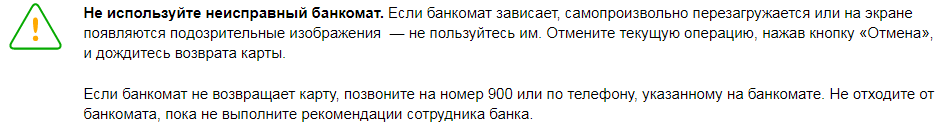 Не используйте неисправный банкомат. Если банкомат зависает, самопроизвольно перезагружается или на экране
появляются подозрительные изображения — не пользуйтесь им. Отмените текущую операцию, нажав кнопку «Отмена»,
и дождитесь возврата карты.
Если банкомат не возвращает карту, позвоните на номер 900 или по телефону, указанному на банкомате. Не отходите от
банкомата, пока не выполните рекомендации сотрудника банка.